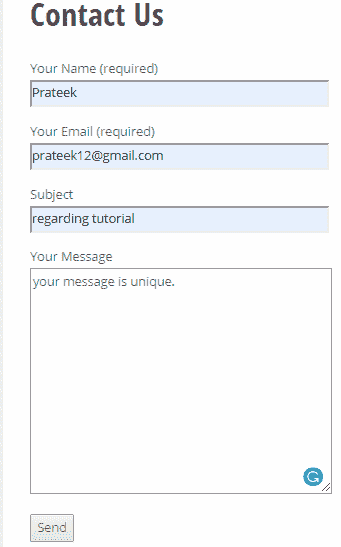 Contact Us
Your Name (required)
Prateek
Your Email (required)
prateek12@gmail.com
Subject
regarding tutorial
Your Message
your message is unique.
Send